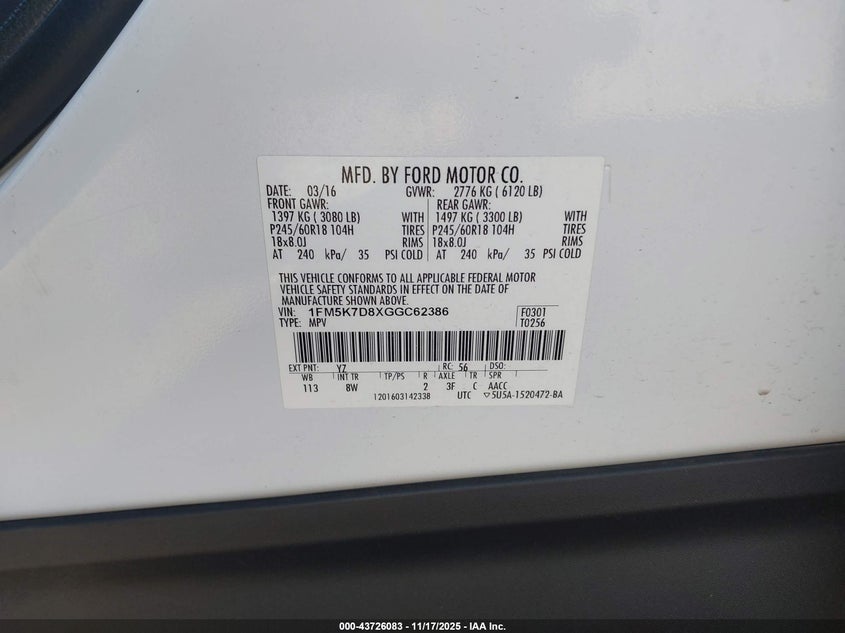 MFD. BY FORD MOTOR CO.
DATE: 03/16 GVWR: 2776 KG ( 6120 LB)
FRONT GAWR: REAR GAWR:
1397 KG ( 3080 LB) WITH 1497 KG ( 3300 LB) WITH
P245/60R18 104H TIRES P245/60R18 104H TIRES
18x8.0J RIMS 18x8.0J RIMS
AT 240 kPa/ 35 PSI COLD AT 240 kPa/ 35 PSI COLD
THIS VEHICLE CONFORMS TO ALL APPLICABLE FEDERAL MOTOR
VEHICLE SAFETY STANDARDS IN EFFECT ON THE DATE OF
MANUFACTURE SHOWN ABOVE.
VIN: 1FM5K7D8XGGC62386 F0301
TYPE: MPV T0256
EXT PNT: YZ RC: 56 DSO:
WB INT TR TP/PS R AXLE TR SPR
113 8W 2 3F C AACC
1201603142338 UTC ▽5U5A-1520472-BA
000-43726083 — 11/17/2025 — IAA Inc.